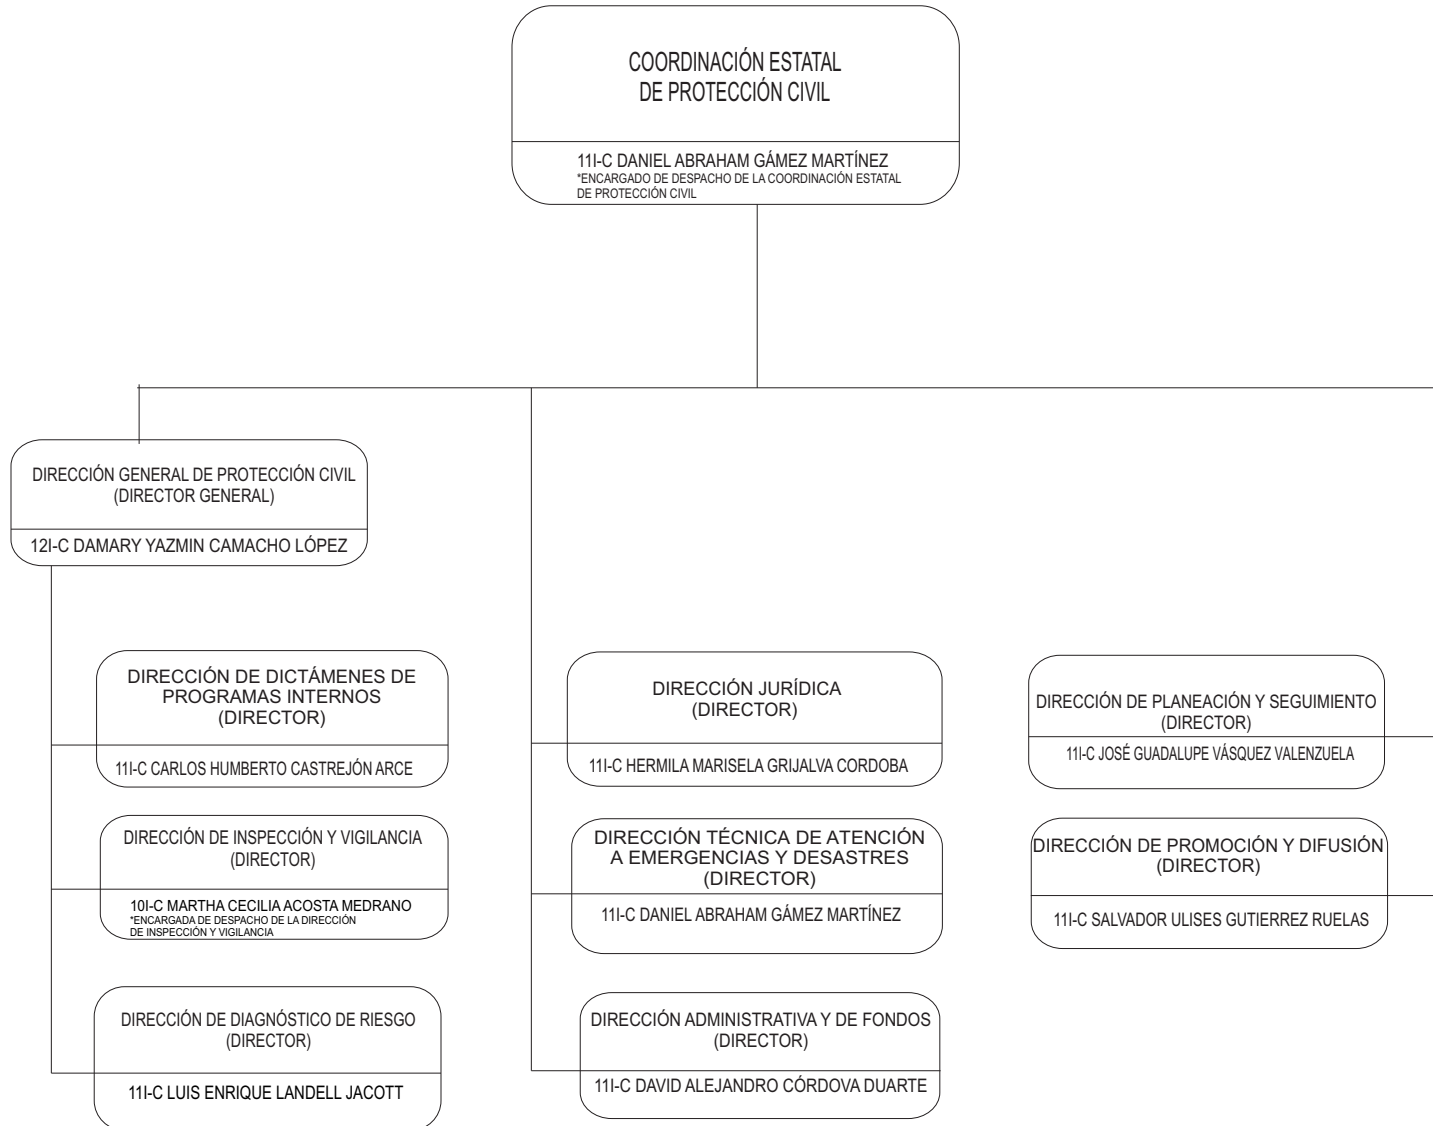 COORDINACIÓN ESTATAL
DE PROTECCIÓN CIVIL
11I-C DANIEL ABRAHAM GÁMEZ MARTÍNEZ
*ENCARGADO DE DESPACHO DE LA COORDINACIÓN ESTATAL
DE PROTECCIÓN CIVIL
DIRECCIÓN GENERAL DE PROTECCIÓN CIVIL
(DIRECTOR GENERAL)
12I-C DAMARY YAZMIN CAMACHO LÓPEZ
DIRECCIÓN DE DICTÁMENES DE
PROGRAMAS INTERNOS
(DIRECTOR)
11I-C CARLOS HUMBERTO CASTREJÓN ARCE
DIRECCIÓN DE INSPECCIÓN Y VIGILANCIA
(DIRECTOR)
10I-C MARTHA CECILIA ACOSTA MEDRANO
*ENCARGADA DE DESPACHO DE LA DIRECCIÓN
DE INSPECCIÓN Y VIGILANCIA
DIRECCIÓN DE DIAGNÓSTICO DE RIESGO
(DIRECTOR)
11I-C LUIS ENRIQUE LANDELL JACOTT
DIRECCIÓN JURÍDICA
(DIRECTOR)
11I-C HERMILA MARISELA GRIJALVA CORDOBA
DIRECCIÓN TÉCNICA DE ATENCIÓN
A EMERGENCIAS Y DESASTRES
(DIRECTOR)
11I-C DANIEL ABRAHAM GÁMEZ MARTÍNEZ
DIRECCIÓN ADMINISTRATIVA Y DE FONDOS
(DIRECTOR)
11I-C DAVID ALEJANDRO CÓRDOVA DUARTE
DIRECCIÓN DE PLANEACIÓN Y SEGUIMIENTO
(DIRECTOR)
11I-C JOSÉ GUADALUPE VÁSQUEZ VALENZUELA
DIRECCIÓN DE PROMOCIÓN Y DIFUSIÓN
(DIRECTOR)
11I-C SALVADOR ULISES GUTIERREZ RUELAS